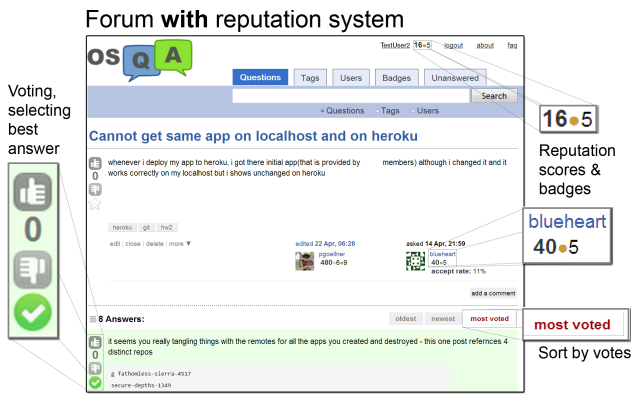 Forum with reputation system
TestUser2 16●5 logout about faq
OS Q A
Questions Tags Users Badges Unanswered
Search
Questions Tags Users
Cannot get same app on localhost and on heroku
whenever i deploy my app to heroku, i got there initial app(that is provided by members) although i changed it and it
works correctly on my localhost but i shows unchanged on heroku
0
heroku git hw2
edit | close | delete | more ▼
edited 22 Apr, 06:28
pgoellner
480●6●9
asked 14 Apr, 21:59
blueheart
40●5
accept rate: 11%
add a comment
8 Answers:
oldest newest most voted
it seems you really tangling things with the remotes for all the apps you created and destroyed - this one post refernces 4
distinct repos
0
g fathomless-sierra-4517
secure-depths-1349
Voting,
selecting
best
answer
0
16●5
Reputation
scores &
badges
blueheart
40●5
most voted
Sort by votes